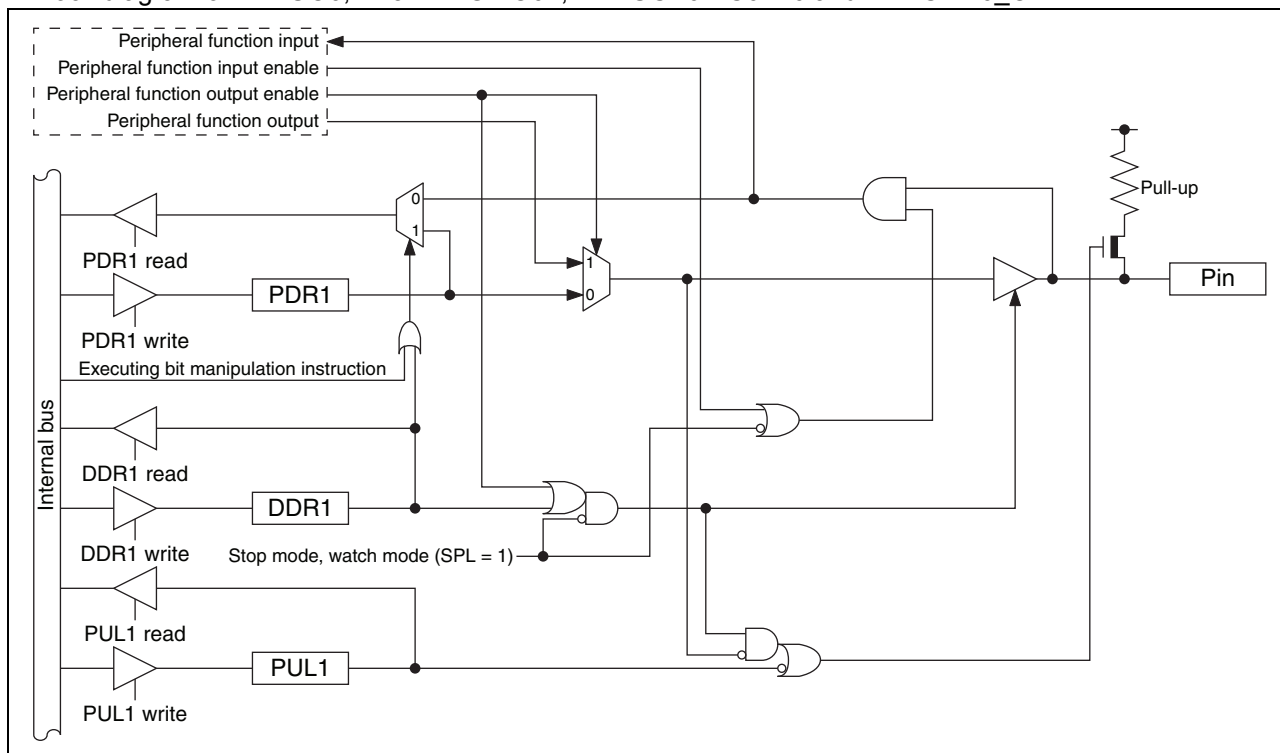 Peripheral function input
Peripheral function input enable
Peripheral function output enable
Peripheral function output
0
1
Pull-up
PDR1 read
1
0
PDR1
Pin
PDR1 write
Executing bit manipulation instruction
Internal bus
DDR1 read
DDR1
DDR1 write
Stop mode, watch mode (SPL = 1)
PUL1 read
PUL1
PUL1 write